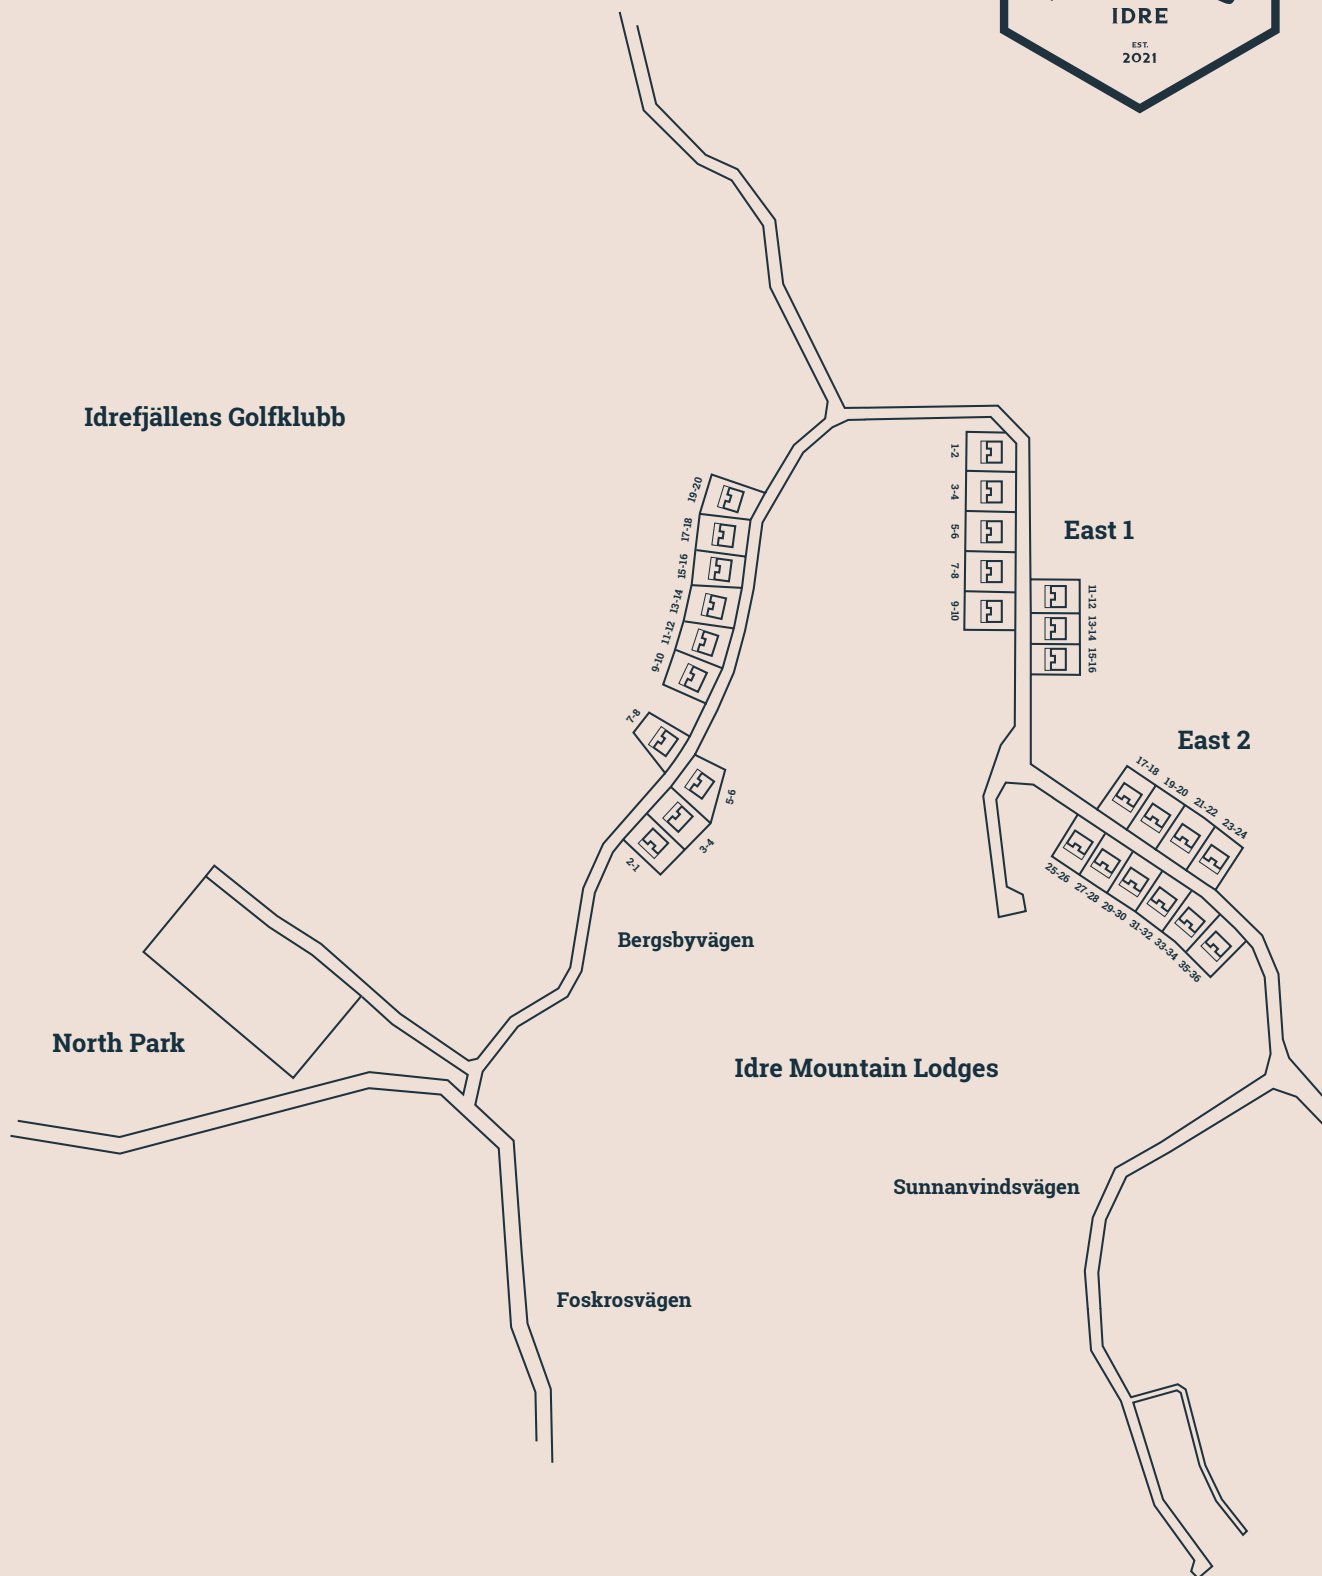 IDRE
EST.
2021
Idrefjällens Golfklubb
19-20
17-18
15-16
13-14
11-12
9-10
7-8
5-6
3-4
2-1
1-2
3-4
5-6
7-8
9-10
East 1
11-12
13-14
15-16
East 2
17-18
19-20
21-22
23-24
25-26
27-28
29-30
31-32
33-34
35-36
Bergsbyvägen
North Park
Idre Mountain Lodges
Sunnanvindsvägen
Foskrosvägen